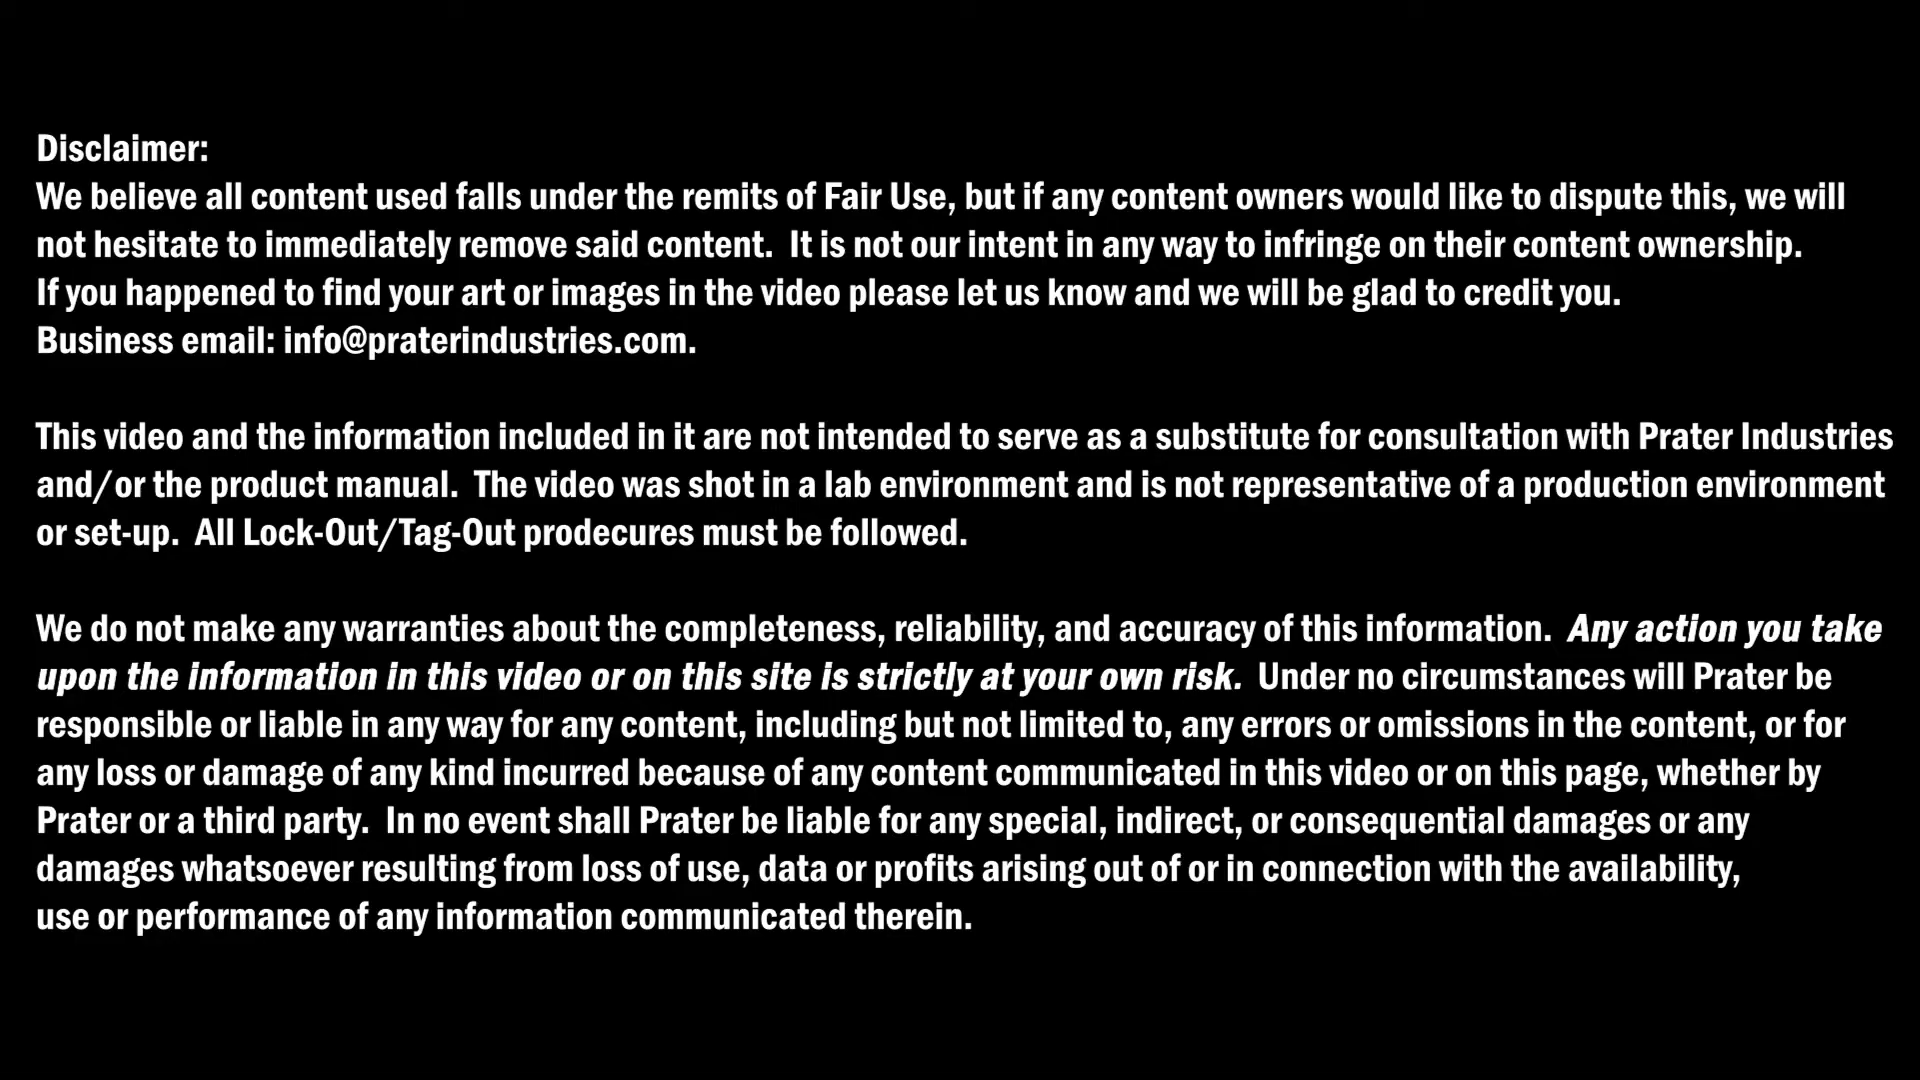 Disclaimer:
We believe all content used falls under the remits of Fair Use, but if any content owners would like to dispute this, we will
not hesitate to immediately remove said content.  It is not our intent in any way to infringe on their content ownership.
If you happened to find your art or images in the video please let us know and we will be glad to credit you.
Business email: info@praterindustries.com.
This video and the information included in it are not intended to serve as a substitute for consultation with Prater Industries
and/or the product manual.  The video was shot in a lab environment and is not representative of a production environment
or set-up.  All Lock-Out/Tag-Out prodecures must be followed.
We do not make any warranties about the completeness, reliability, and accuracy of this information.  Any action you take
upon the information in this video or on this site is strictly at your own risk.  Under no circumstances will Prater be
responsible or liable in any way for any content, including but not limited to, any errors or omissions in the content, or for
any loss or damage of any kind incurred because of any content communicated in this video or on this page, whether by
Prater or a third party.  In no event shall Prater be liable for any special, indirect, or consequential damages or any
damages whatsoever resulting from loss of use, data or profits arising out of or in connection with the availability,
use or performance of any information communicated therein.